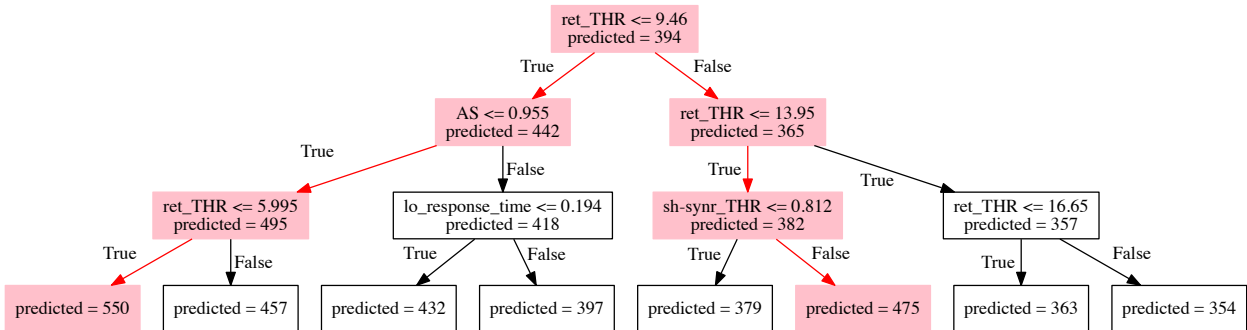 ret_THR <= 9.46
predicted = 394
True
False
AS <= 0.955
predicted = 442
ret_THR <= 13.95
predicted = 365
True
False
True
True
ret_THR <= 5.995
predicted = 495
lo_response_time <= 0.194
predicted = 418
sh-synr_THR <= 0.812
predicted = 382
ret_THR <= 16.65
predicted = 357
True
False
True
False
True
False
True
False
predicted = 550
predicted = 457
predicted = 432
predicted = 397
predicted = 379
predicted = 475
predicted = 363
predicted = 354